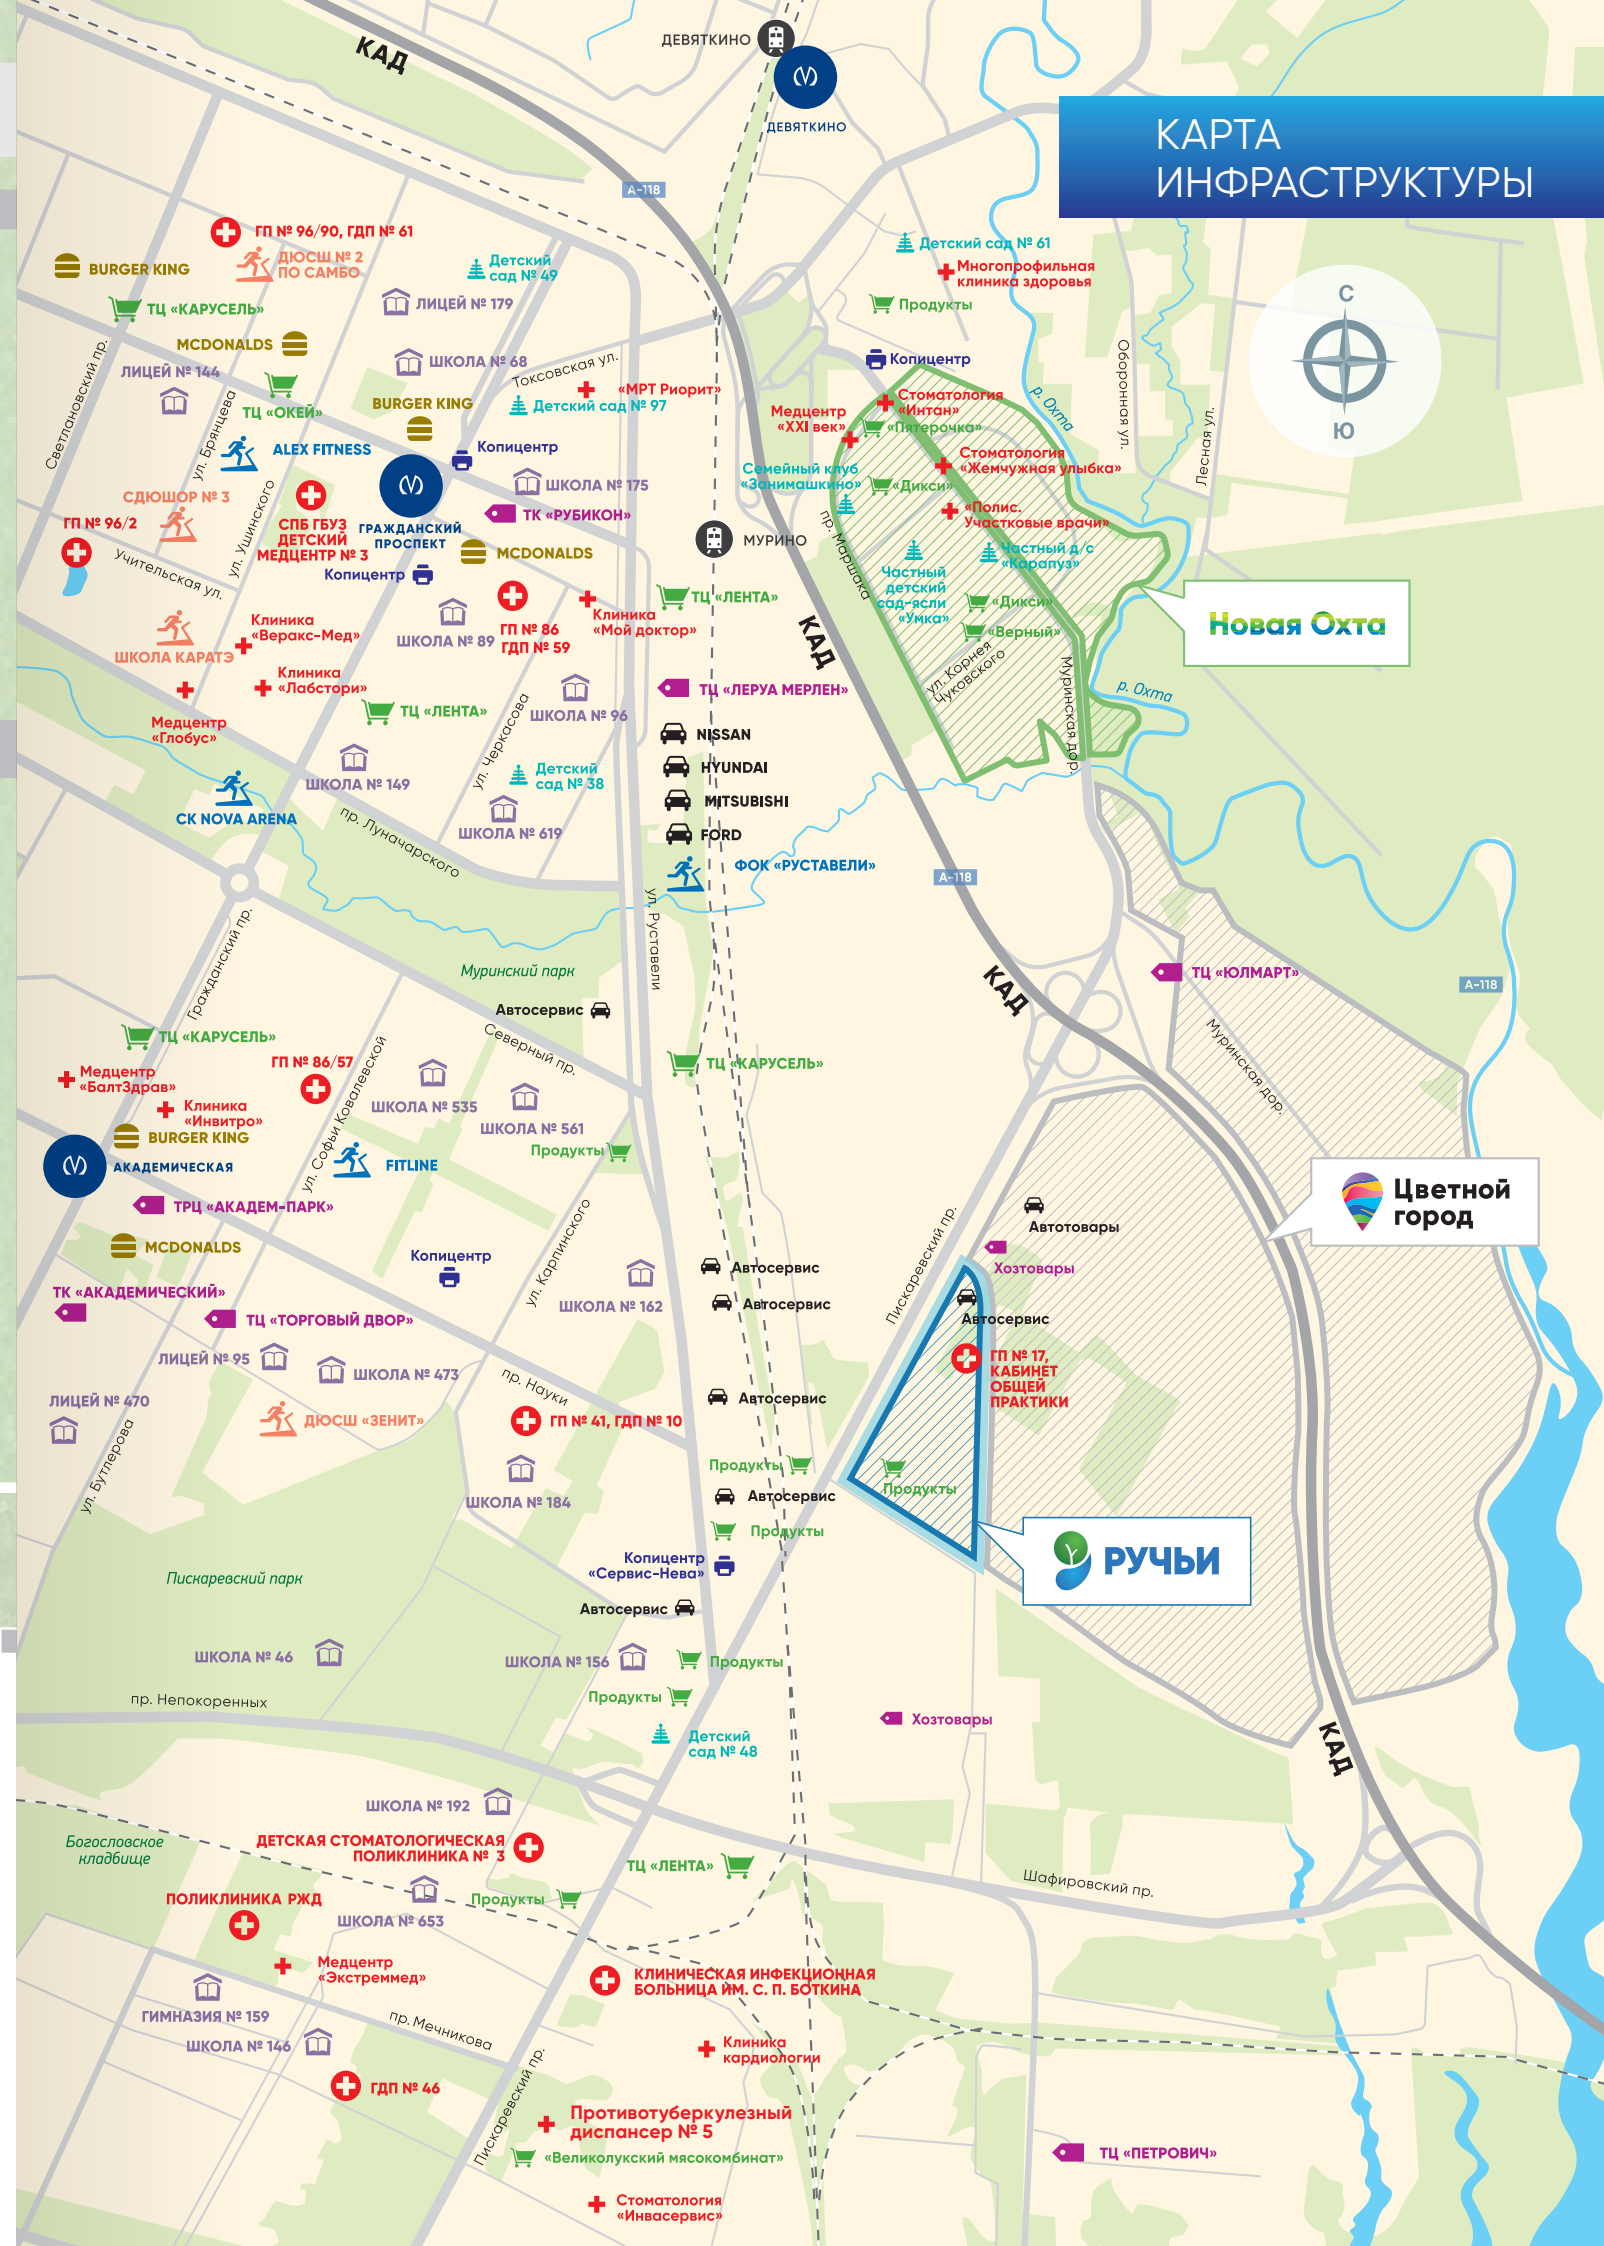 КАРТА
ИНФРАСТРУКТУРЫ
КАД
ДЕВЯТКИНО
ДЕВЯТКИНО
А-118
ГП № 96/90, ГДП № 61
ДЮСШ № 2
ПО САМБО
BURGER KING
ТЦ «КАРУСЕЛЬ»
Детский
сад № 49
ЛИЦЕЙ № 179
MCDONALDS
ЛИЦЕЙ № 144
ТЦ «ОКЕЙ»
ШКОЛА № 68
Токсовская ул.
«МРТ Риорит»
Детский сад № 97
BURGER KING
Светлановский пр.
ул. Брянцева
ALEX FITNESS
Копицентр
ШКОЛА № 175
ТК «РУБИКОН»
СДЮШОР № 3
ГП № 96/2
СПБ ГБУЗ
ДЕТСКИЙ
МЕДЦЕНТР № 3
ГРАЖДАНСКИЙ
ПРОСПЕКТ
MCDONALDS
Копицентр
Учительская ул.
ул. Ушинского
МУРИНО
Детский сад № 61
Многопрофильная
клиника здоровья
Продукты
Копицентр
Стоматология
«Интан»
Медцентр
«XXI век»
«Пятерочка»
Стоматология
«Жемчужная улыбка»
Семейный клуб
«Занимашкино»
«Дикси»
«Полис.
Участковые врачи»
Частный д/с
«Карапуз»
Частный
детский
сад-ясли
«Умка»
«Дикси»
«Верный»
ул. Корнея
Чуковского
пр. Маршака
Муринская дор.
р. Охта
р. Охта
Оборонная ул.
Лесная ул.
С
Ю
Новая Охта
ШКОЛА КАРАТЭ
Клиника
«Веракс-Мед»
Клиника
«Лабстори»
Медцентр
«Глобус»
ШКОЛА № 89
ГП № 86
ГДП № 59
Клиника
«Мой доктор»
ТЦ «ЛЕНТА»
КАД
ТЦ «ЛЕНТА»
ШКОЛА № 96
ТЦ «ЛЕРУА МЕРЛЕН»
NISSAN
HYUNDAI
MITSUBISHI
FORD
ФОК «РУСТАВЕЛИ»
ул. Черкасова
ШКОЛА № 149
Детский
сад № 38
ШКОЛА № 619
СК NOVA ARENA
пр. Луначарского
А-118
ул. Руставели
Гражданский пр.
Муринский парк
Автосервис
Северный пр.
КАД
ТЦ «ЮЛМАРТ»
А-118
Муринская дор.
ТЦ «КАРУСЕЛЬ»
ТЦ «КАРУСЕЛЬ»
Медцентр
«БалтЗдрав»
Клиника
«Инвитро»
BURGER KING
АКАДЕМИЧЕСКАЯ
ГП № 86/57
ул. Софьи Ковалевской
ШКОЛА № 535
ШКОЛА № 561
Продукты
FITLINE
ТРЦ «АКАДЕМ-ПАРК»
MCDONALDS
ТК «АКАДЕМИЧЕСКИЙ»
ТЦ «ТОРГОВЫЙ ДВОР»
Копицентр
ул. Карпинского
ШКОЛА № 162
Автосервис
Автосервис
Пискаревский пр.
Автотовары
Хозтовары
Автосервис
ГП № 17,
КАБИНЕТ
ОБЩЕЙ
ПРАКТИКИ
Цветной
город
ЛИЦЕЙ № 95
ШКОЛА № 473
ЛИЦЕЙ № 470
ДЮСШ «ЗЕНИТ»
ул. Бутлерова
пр. Науки
ГП № 41, ГДП № 10
Автосервис
ШКОЛА № 184
Продукты
Автосервис
Продукты
Продукты
РУЧЬИ
Копицентр
«Сервис-Нева»
Автосервис
Пискаревский парк
ШКОЛА № 46
ШКОЛА № 156
Продукты
Продукты
пр. Непокоренных
Детский
сад № 48
Хозтовары
КАД
ШКОЛА № 192
Богословское
кладбище
ДЕТСКАЯ СТОМАТОЛОГИЧЕСКАЯ
ПОЛИКЛИНИКА № 3
ТЦ «ЛЕНТА»
Шафировский пр.
ПОЛИКЛИНИКА РЖД
Продукты
ШКОЛА № 653
Медцентр
«Экстреммед»
КЛИНИЧЕСКАЯ ИНФЕКЦИОННАЯ
БОЛЬНИЦА ИМ. С. П. БОТКИНА
ГИМНАЗИЯ № 159
ШКОЛА № 146
пр. Мечникова
Клиника
кардиологии
ГДП № 46
Пискаревский пр.
Противотуберкулезный
диспансер № 5
«Великолукский мясокомбинат»
ТЦ «ПЕТРОВИЧ»
Стоматология
«Инвасервис»